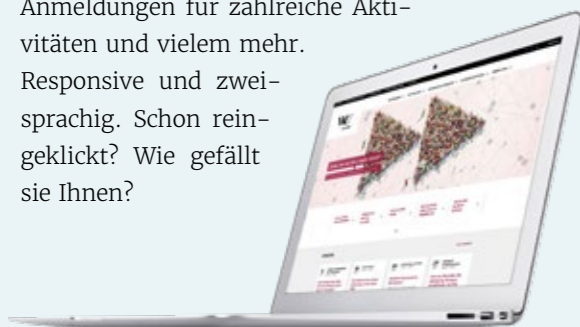 Anmeldungen für zahlreiche Akti-
vitäten und vielem mehr.
Responsive und zwei-
sprachig. Schon rein-
geklickt? Wie gefällt
sie Ihnen?